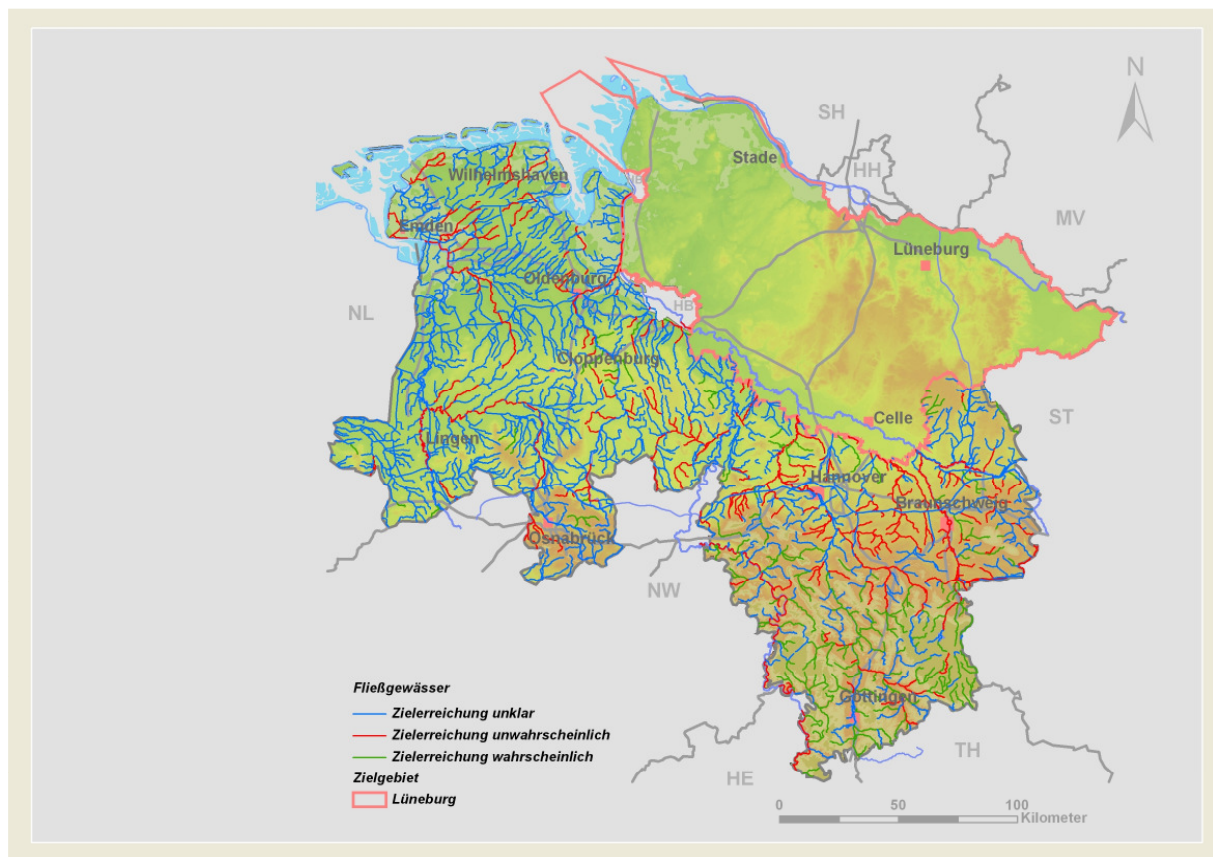 N
SH
Stade
HH
Wilhelmshaven
HB
MV
Emden
Lüneburg
Oldenburg
HB
NL
Cloppenburg
Celle
ST
Lingen
Hannover
Braunschweig
Osnabrück
NW
Fließgewässer
Zielerreichung unklar
Göttingen
Zielerreichung unwahrscheinlich
Zielerreichung wahrscheinlich
TH
Zielgebiet
HE
Lüneburg
0 50 100
Kilometer